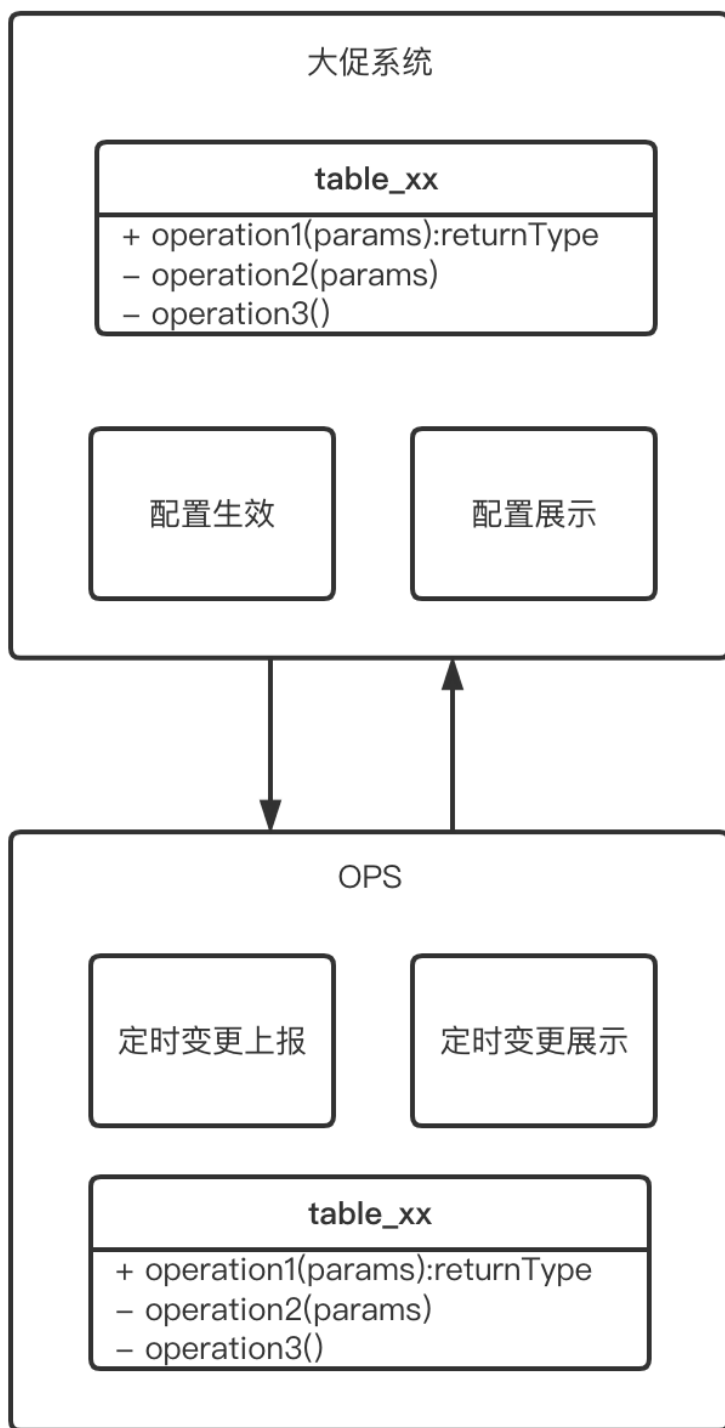 大促系统
table_xx
+ operation1(params):returnType
– operation2(params)
– operation3()
配置生效
配置展示
OPS
定时变更上报
定时变更展示
table_xx
+ operation1(params):returnType
– operation2(params)
– operation3()